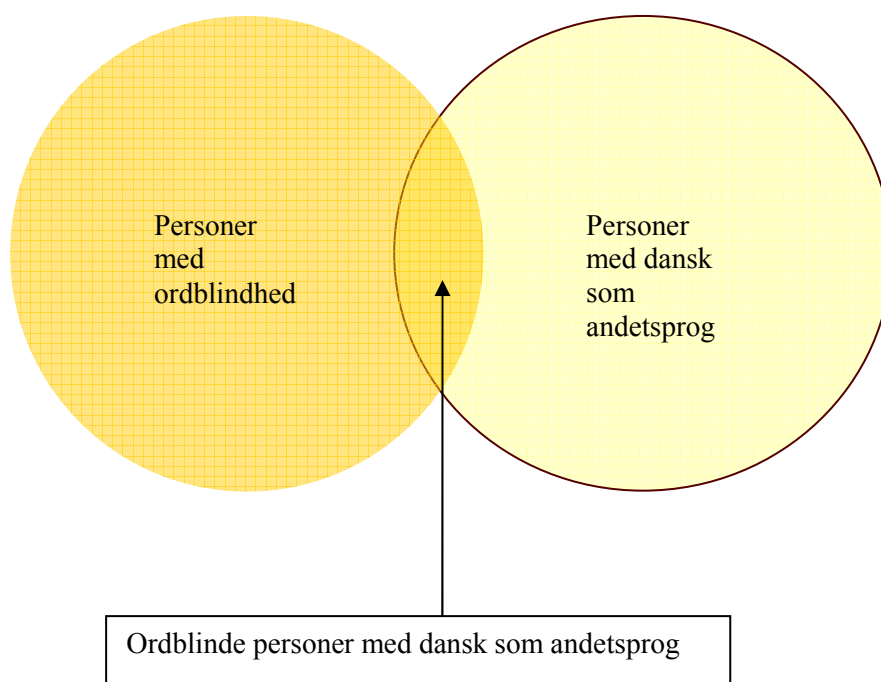 Personer
med
ordblindhed
Personer
med dansk
som
andetsprog
Ordblinde personer med dansk som andetsprog